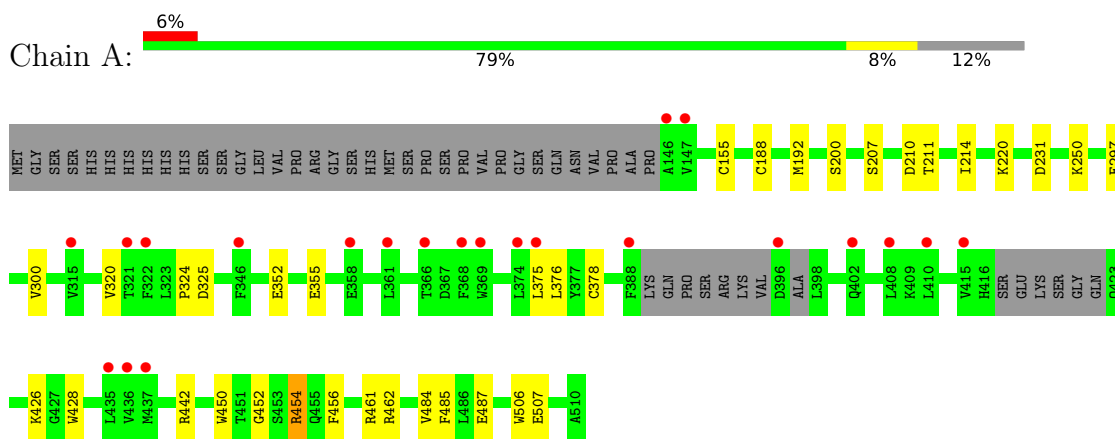 6%
Chain A:
79% 8% 12%
MET GLY SER SER HIS HIS HIS HIS HIS HIS SER SER GLY LEU VAL PRO ARG GLY SER HIS MET SER PRO SER PRO VAL PRO GLY SER GLN ASN VAL PRO ALA PRO A146 V147 C155 C188 M192 S200 S207 D210 T211 I214 K220 D231 K250
V300 V315 V320 T321 F322 L323 P324 D325 F346 E352 E355 E358 L361 T366 D367 F368 W369 L374 L375 L376 Y377 C378 F388 LYS GLN PRO SER ARG LYS VAL D396 ALA L398 Q402 L408 K409 L410 V415 H416 SER GLU LYS SER GLY GLN
K426 G427 W428 L435 V436 M437 R442 W450 T451 G452 S453 R454 Q455 F456 R461 R462 V484 F485 L486 E487 W506 E507 A510